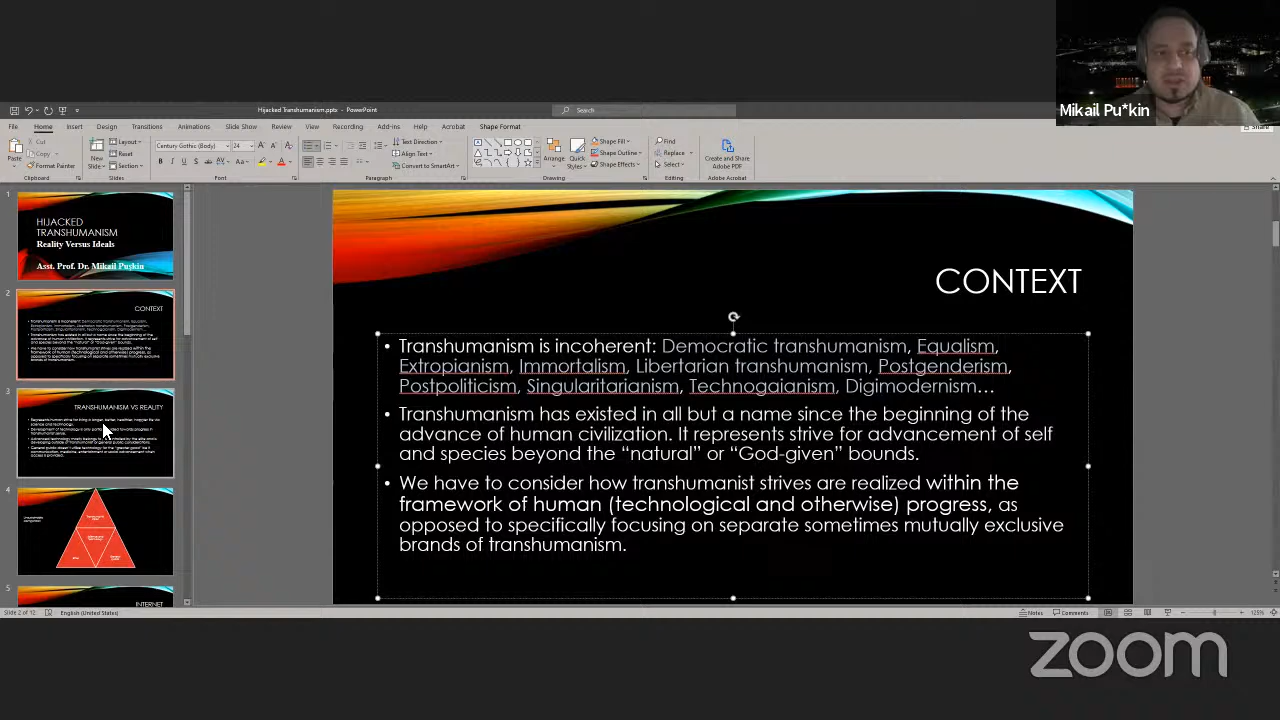 Mikail Pu*kin
Hijacked Transhumanism.pptx - PowerPoint
Search
File Home Insert Design Transitions Animations Slide Show Review View Recording Add-ins Help Acrobat Shape Format
Share
Paste
Cut
Copy
Format Painter
Clipboard
New
Slide
Layout
Reset
Section
Slides
Century Gothic (Body) 24
Font
Text Direction
Align Text
Convert to SmartArt
Paragraph
Arrange
Quick
Styles
Shape Fill
Shape Outline
Shape Effects
Drawing
Find
Replace
Select
Editing
Create and Share
Adobe PDF
Adobe Acrobat
1
HIJACKED
TRANSHUMANISM
Reality Versus Ideals
Asst. Prof. Dr. Mikail Puşkin
2
CONTEXT
3
TRANSHUMANISM VS REALITY
4
5
INTERNET
CONTEXT
• Transhumanism is incoherent: Democratic transhumanism, Equalism,
Extropianism, Immortalism, Libertarian transhumanism, Postgenderism,
Postpoliticism, Singularitarianism, Technogaianism, Digimodernism…
• Transhumanism has existed in all but a name since the beginning of the
advance of human civilization. It represents strive for advancement of self
and species beyond the “natural” or “God-given” bounds.
• We have to consider how transhumanist strives are realized within the
framework of human (technological and otherwise) progress, as
opposed to specifically focusing on separate sometimes mutually exclusive
brands of transhumanism.
Slide 2 of 12 English (United States)
Notes Comments 125%
zoom